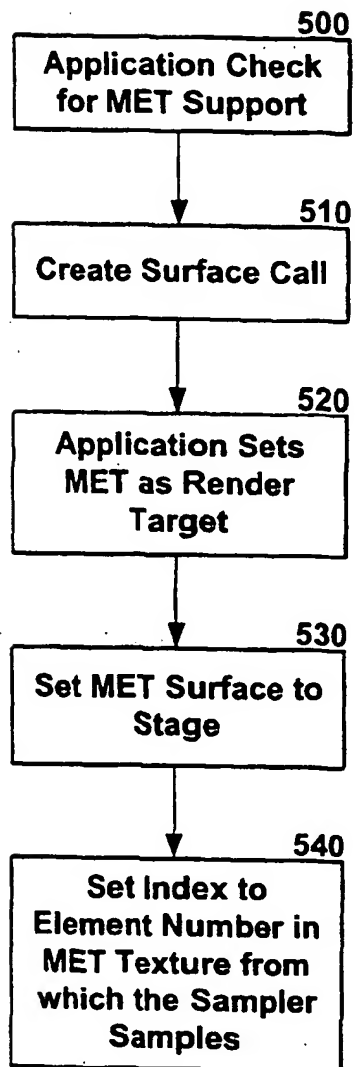 500
Application Check
for MET Support
510
Create Surface Call
520
Application Sets
MET as Render
Target
530
Set MET Surface to
Stage
540
Set Index to
Element Number in
MET Texture from
which the Sampler
Samples